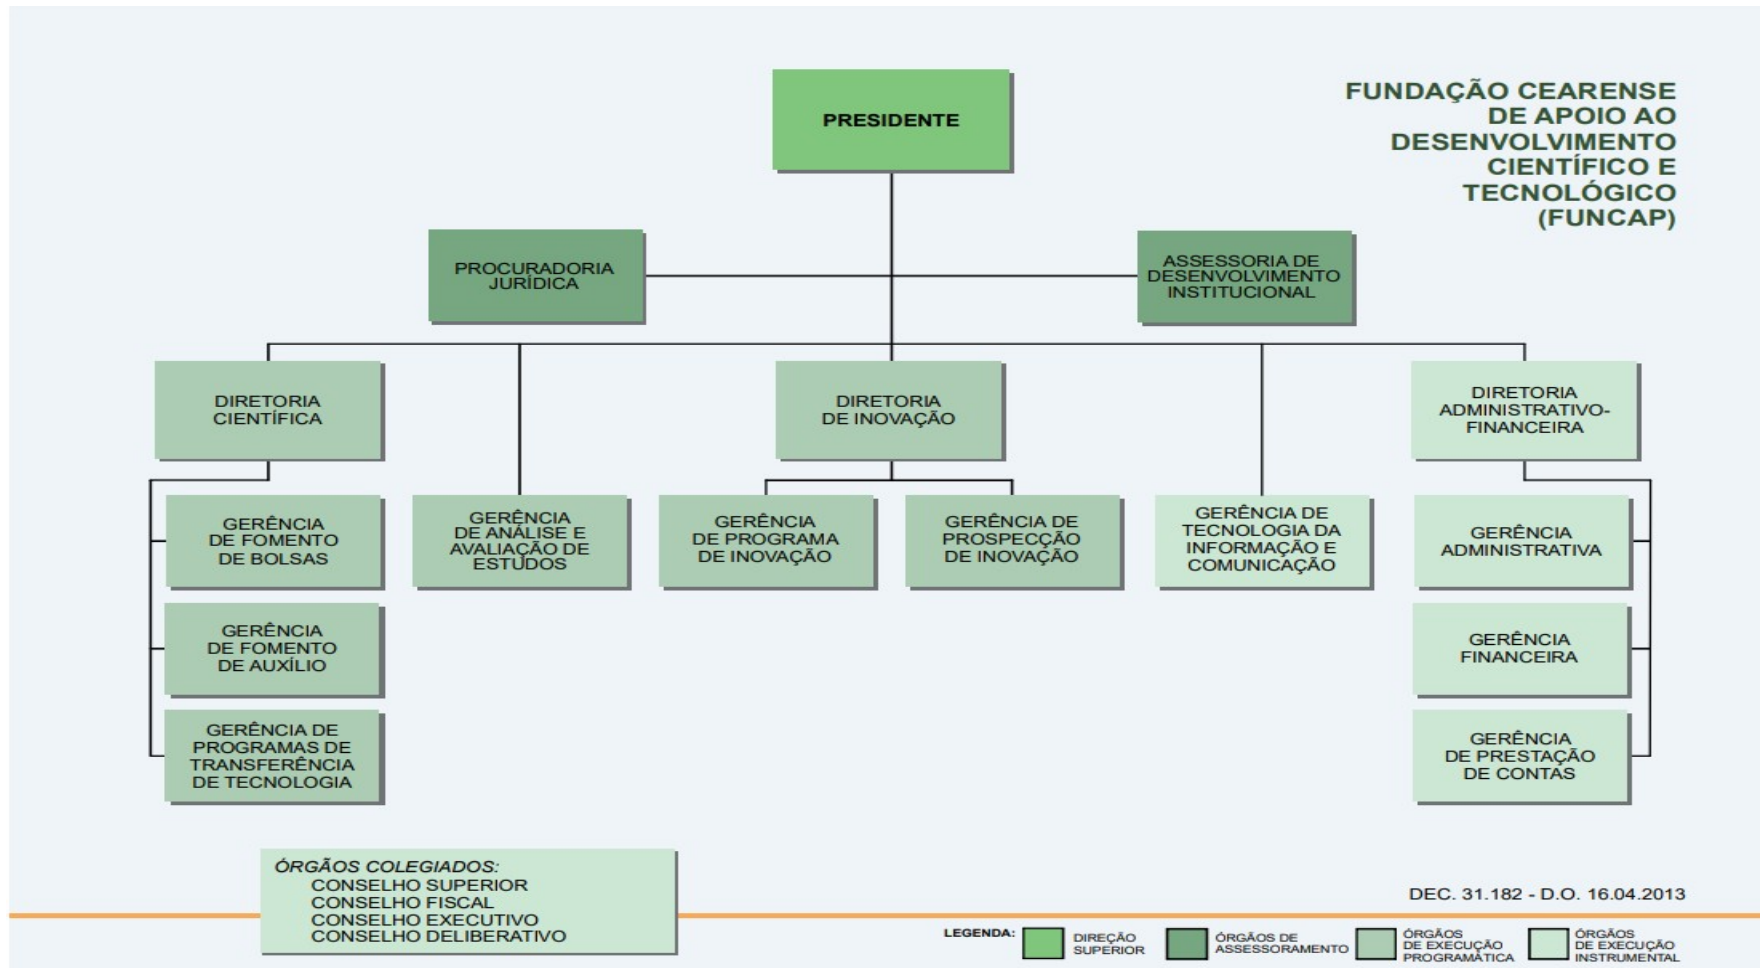 PRESIDENTE
FUNDAÇÃO CEARENSE
DE APOIO AO
DESENVOLVIMENTO
CIENTÍFICO E
TECNOLÓGICO
(FUNCAP)
PROCURADORIA
JURÍDICA
ASSESSORIA DE
DESENVOLVIMENTO
INSTITUCIONAL
DIRETORIA
CIENTÍFICA
DIRETORIA
DE INOVAÇÃO
DIRETORIA
ADMINISTRATIVO-
FINANCEIRA
GERÊNCIA
DE FOMENTO
DE BOLSAS
GERÊNCIA
DE ANÁLISE E
AVALIAÇÃO DE
ESTUDOS
GERÊNCIA
DE PROGRAMA
DE INOVAÇÃO
GERÊNCIA DE
PROSPECÇÃO
DE INOVAÇÃO
GERÊNCIA DE
TECNOLOGIA DA
INFORMAÇÃO E
COMUNICAÇÃO
GERÊNCIA
ADMINISTRATIVA
GERÊNCIA
DE FOMENTO
DE AUXÍLIO
GERÊNCIA
FINANCEIRA
GERÊNCIA DE
PROGRAMAS DE
TRANSFERÊNCIA
DE TECNOLOGIA
GERÊNCIA
DE PRESTAÇÃO
DE CONTAS
ÓRGÃOS COLEGIADOS:
CONSELHO SUPERIOR
CONSELHO FISCAL
CONSELHO EXECUTIVO
CONSELHO DELIBERATIVO
DEC. 31.182 - D.O. 16.04.2013
LEGENDA:
DIREÇÃO
SUPERIOR
ÓRGÃOS DE
ASSESSORAMENTO
ÓRGÃOS
DE EXECUÇÃO
PROGRAMÁTICA
ÓRGÃOS
DE EXECUÇÃO
INSTRUMENTAL